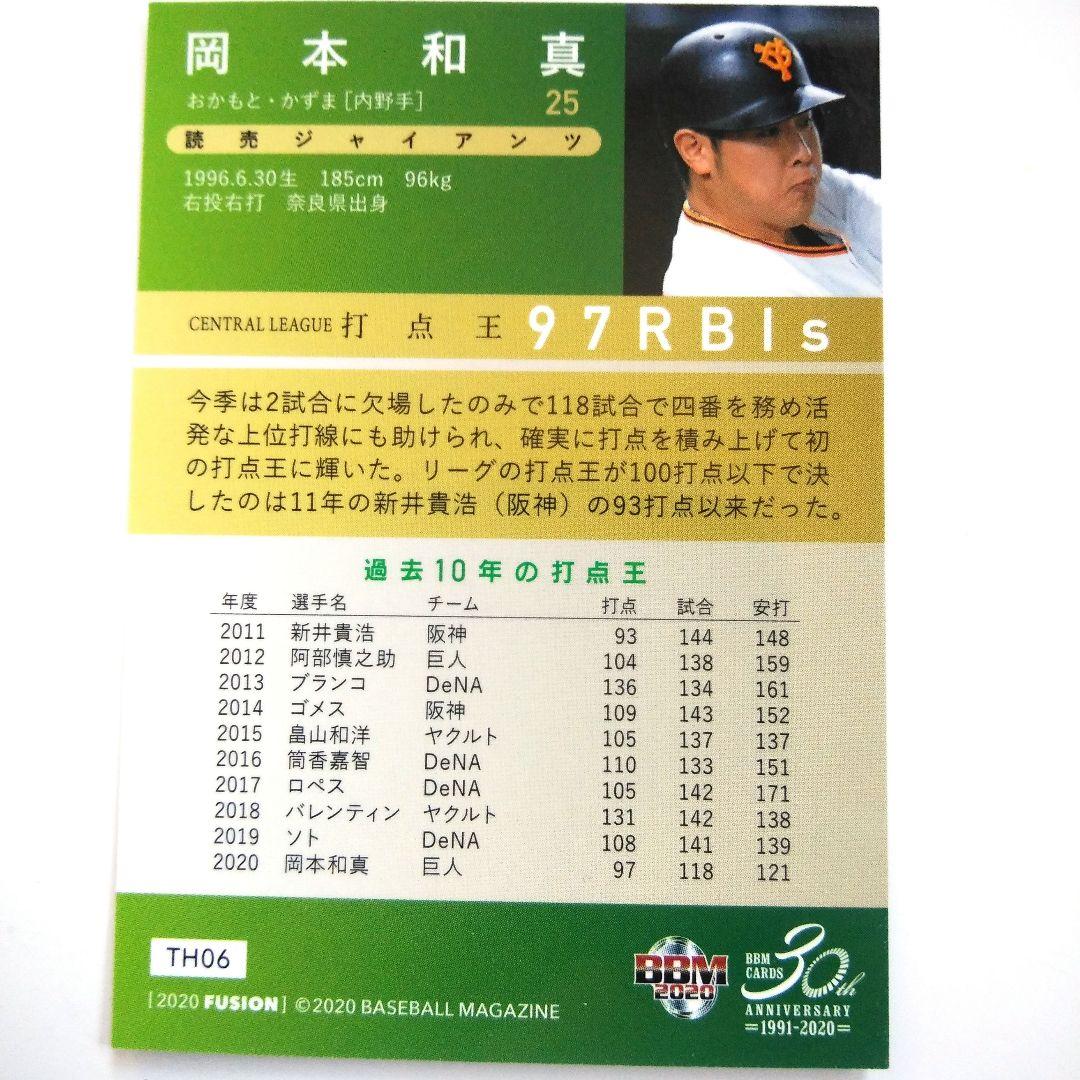 岡本和真
おかもと・かずま［内野手］ 25
読売ジャイアンツ
1996.6.30生 185cm 96kg
右投右打 奈良県出身
CENTRAL LEAGUE 打点王 97RBIs
今季は2試合に欠場したのみで118試合で四番を務め活
発な上位打線にも助けられ、確実に打点を積み上げて初
の打点王に輝いた。リーグの打点王が100打点以下で決
したのは11年の新井貴浩（阪神）の93打点以来だった。
過去10年の打点王
年度 選手名 チーム 打点 試合 安打
2011 新井貴浩 阪神 93 144 148
2012 阿部慎之助 巨人 104 138 159
2013 ブランコ DeNA 136 134 161
2014 ゴメス 阪神 109 143 152
2015 畠山和洋 ヤクルト 105 137 137
2016 筒香嘉智 DeNA 110 133 151
2017 ロペス DeNA 105 142 171
2018 バレンティン ヤクルト 131 142 138
2019 ソト DeNA 108 141 139
2020 岡本和真 巨人 97 118 121
TH06
[2020 FUSION] ©2020 BASEBALL MAGAZINE
BBM
2020
BBM
CARDS
30th
ANNIVERSARY
=1991-2020=